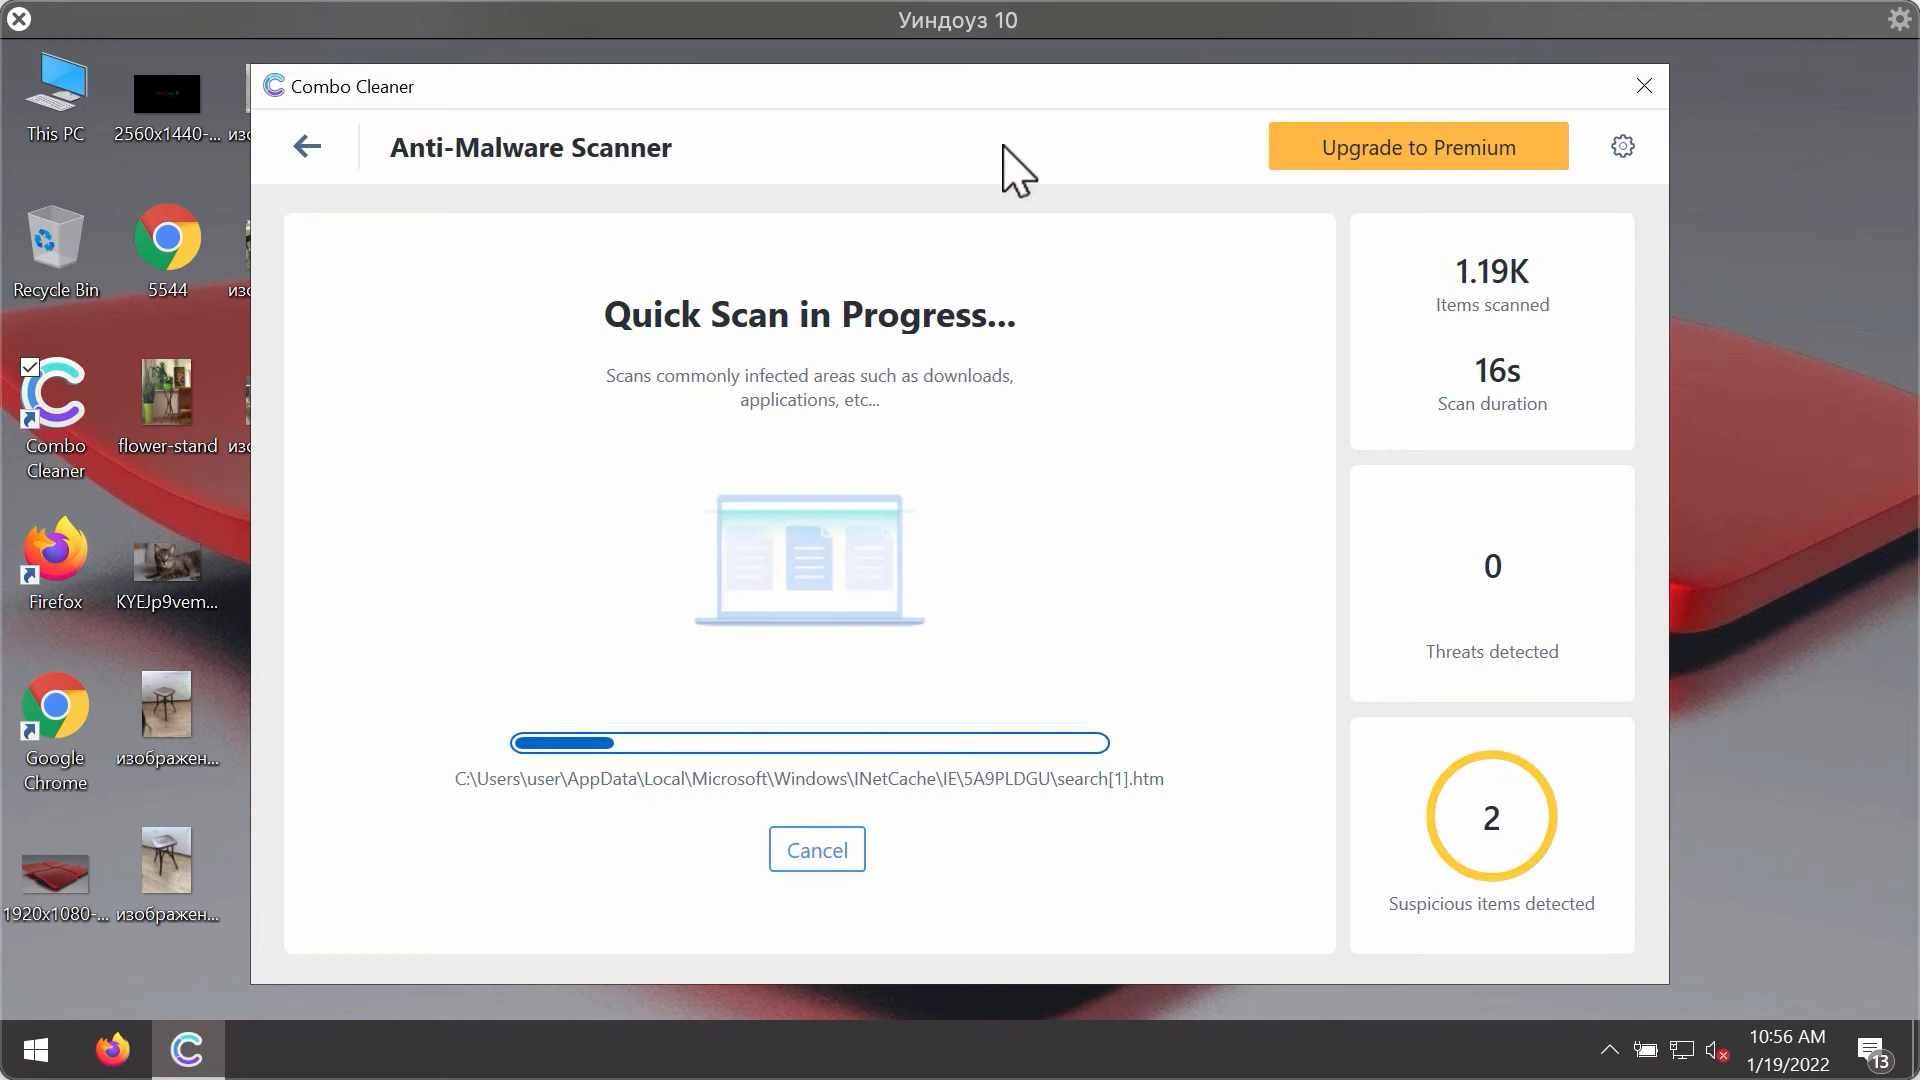 Уиндоуз 10
This PC
2560x1440-...
изо
Recycle Bin
5544
изо
Combo
Cleaner
flower-stand
изо
Firefox
KYEJp9vem...
Google
Chrome
изображен...
1920x1080-...
изображен...
Combo Cleaner
Anti-Malware Scanner
Upgrade to Premium
Quick Scan in Progress...
Scans commonly infected areas such as downloads,
applications, etc...
C:\Users\user\AppData\Local\Microsoft\Windows\INetCache\IE\5A9PLDGU\search[1].htm
Cancel
1.19K
Items scanned
16s
Scan duration
0
Threats detected
2
Suspicious items detected
10:56 AM
1/19/2022
13